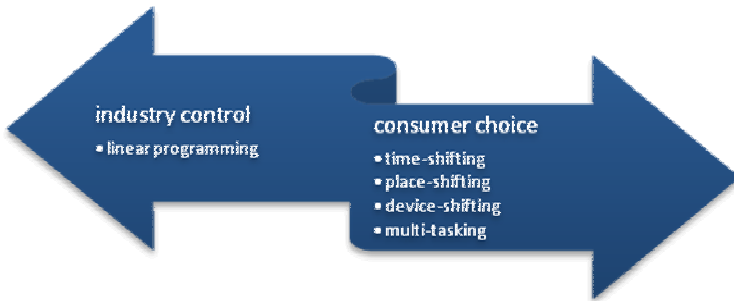 industry control
• linear programming
consumer choice
• time-shifting
• place-shifting
• device-shifting
• multi-tasking